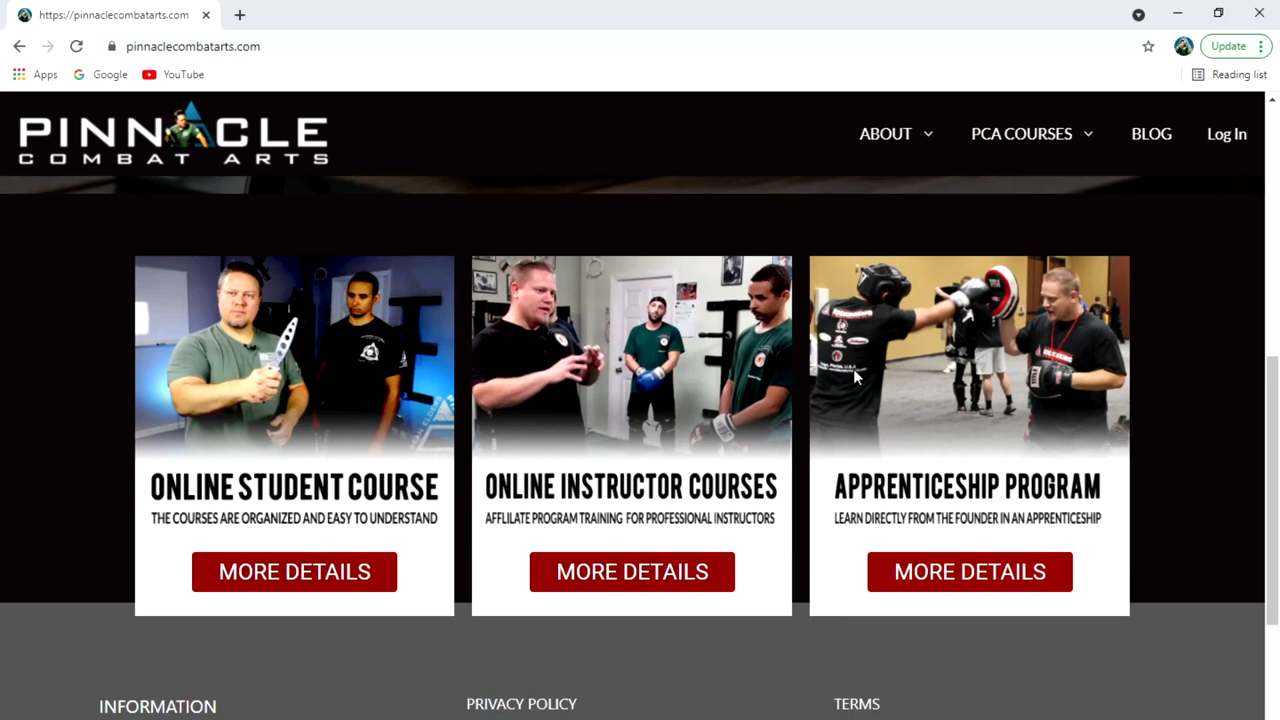 https://pinnaclecombatarts.com
pinnaclecombatarts.com
Update
Apps
Google
YouTube
Reading list
PINNACLE
COMBAT ARTS
ABOUT
PCA COURSES
BLOG
Log In
ONLINE STUDENT COURSE
THE COURSES ARE ORGANIZED AND EASY TO UNDERSTAND
MORE DETAILS
ONLINE INSTRUCTOR COURSES
AFFLILATE PROGRAM TRAINING FOR PROFESSIONAL INSTRUCTORS
MORE DETAILS
APPRENTICESHIP PROGRAM
LEARN DIRECTLY FROM THE FOUNDER IN AN APPRENTICESHIP
MORE DETAILS
INFORMATION
PRIVACY POLICY
TERMS